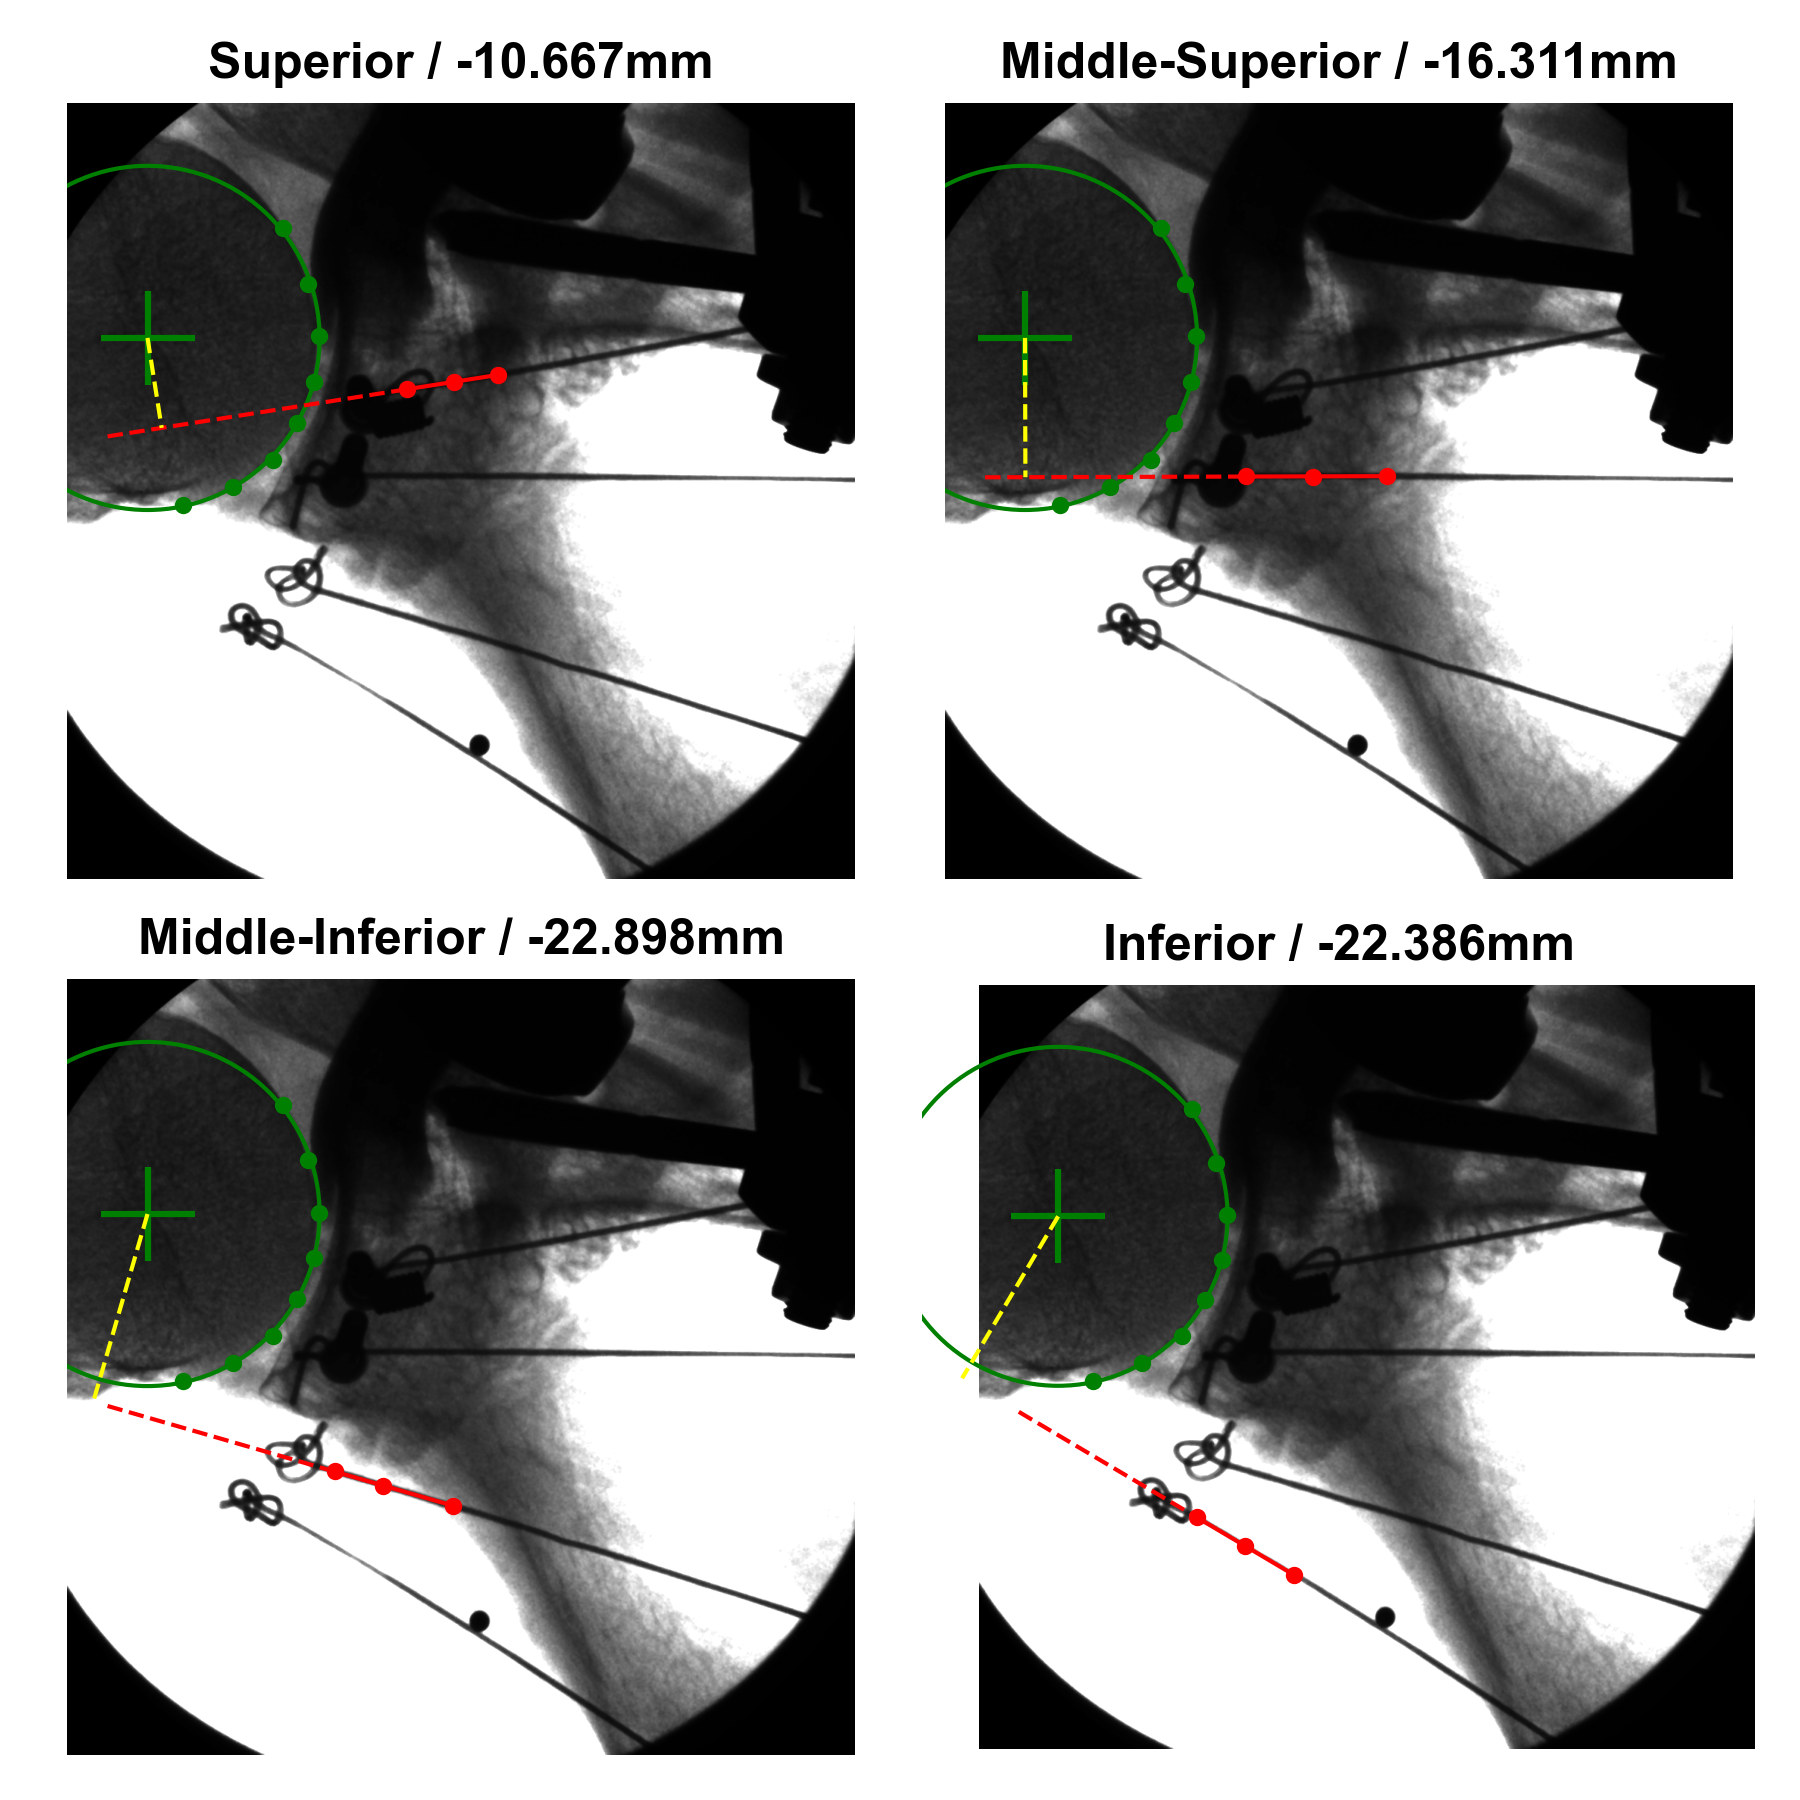 Superior / -10.667mm
Middle-Superior / -16.311mm
Middle-Inferior / -22.898mm
Inferior / -22.386mm